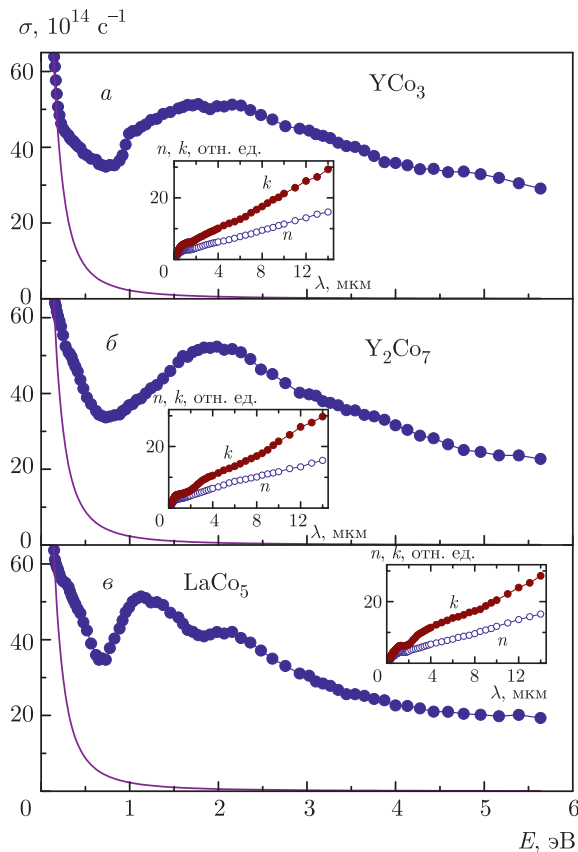 σ, 10¹⁴ с⁻¹
60
а
YCo₃
n, k, отн. ед.
20
k
n
0
4
8
12
λ, мкм
40
20
0
60
б
Y₂Co₇
n, k, отн. ед.
20
k
n
0
4
8
12
λ, мкм
40
20
0
60
в
LaCo₅
n, k, отн. ед.
20
k
n
0
4
8
12
λ, мкм
40
20
0
1
2
3
4
5
6
E, эВ